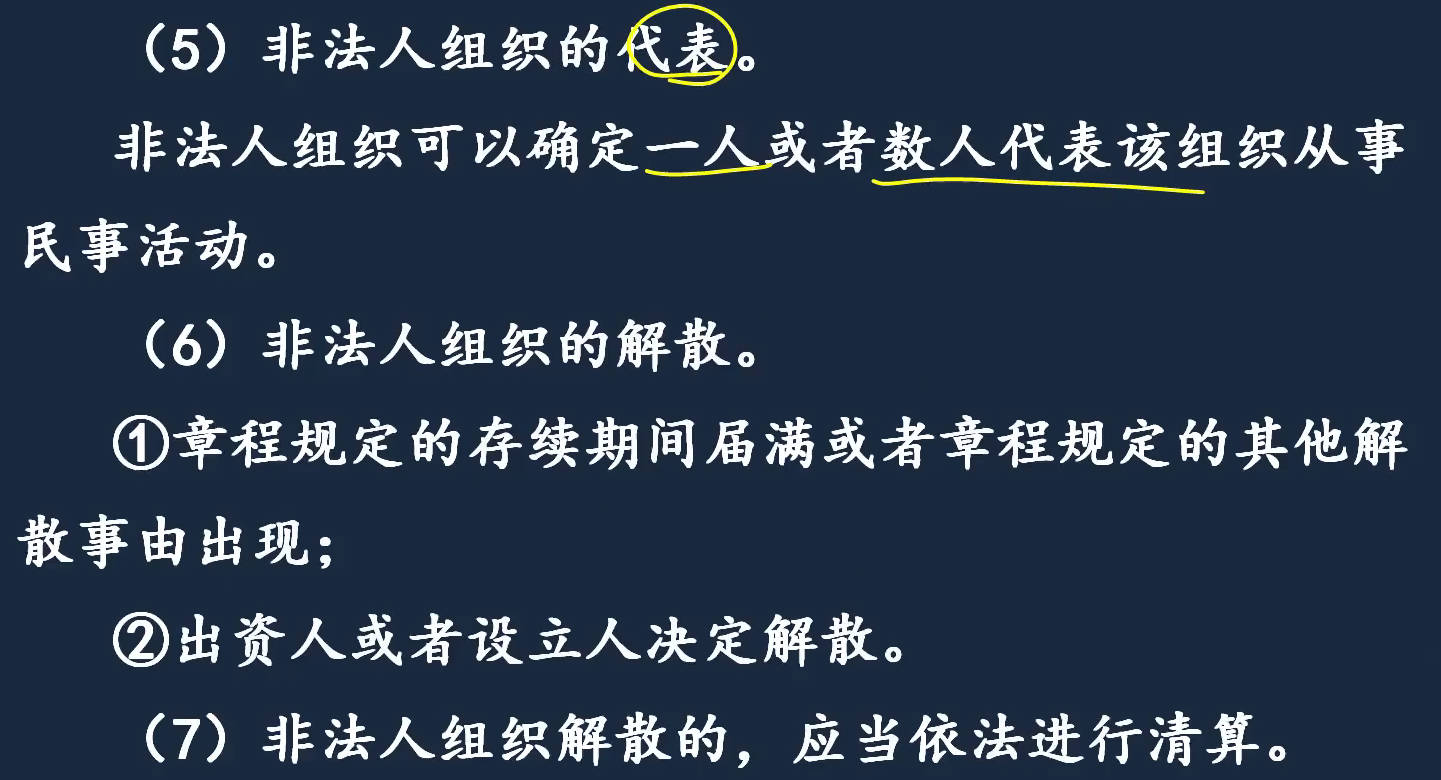 （5）非法人组织的代表。
非法人组织可以确定一人或者数人代表该组织从事
民事活动。
（6）非法人组织的解散。
①章程规定的存续期间届满或者章程规定的其他解
散事由出现；
②出资人或者设立人决定解散。
（7）非法人组织解散的，应当依法进行清算。